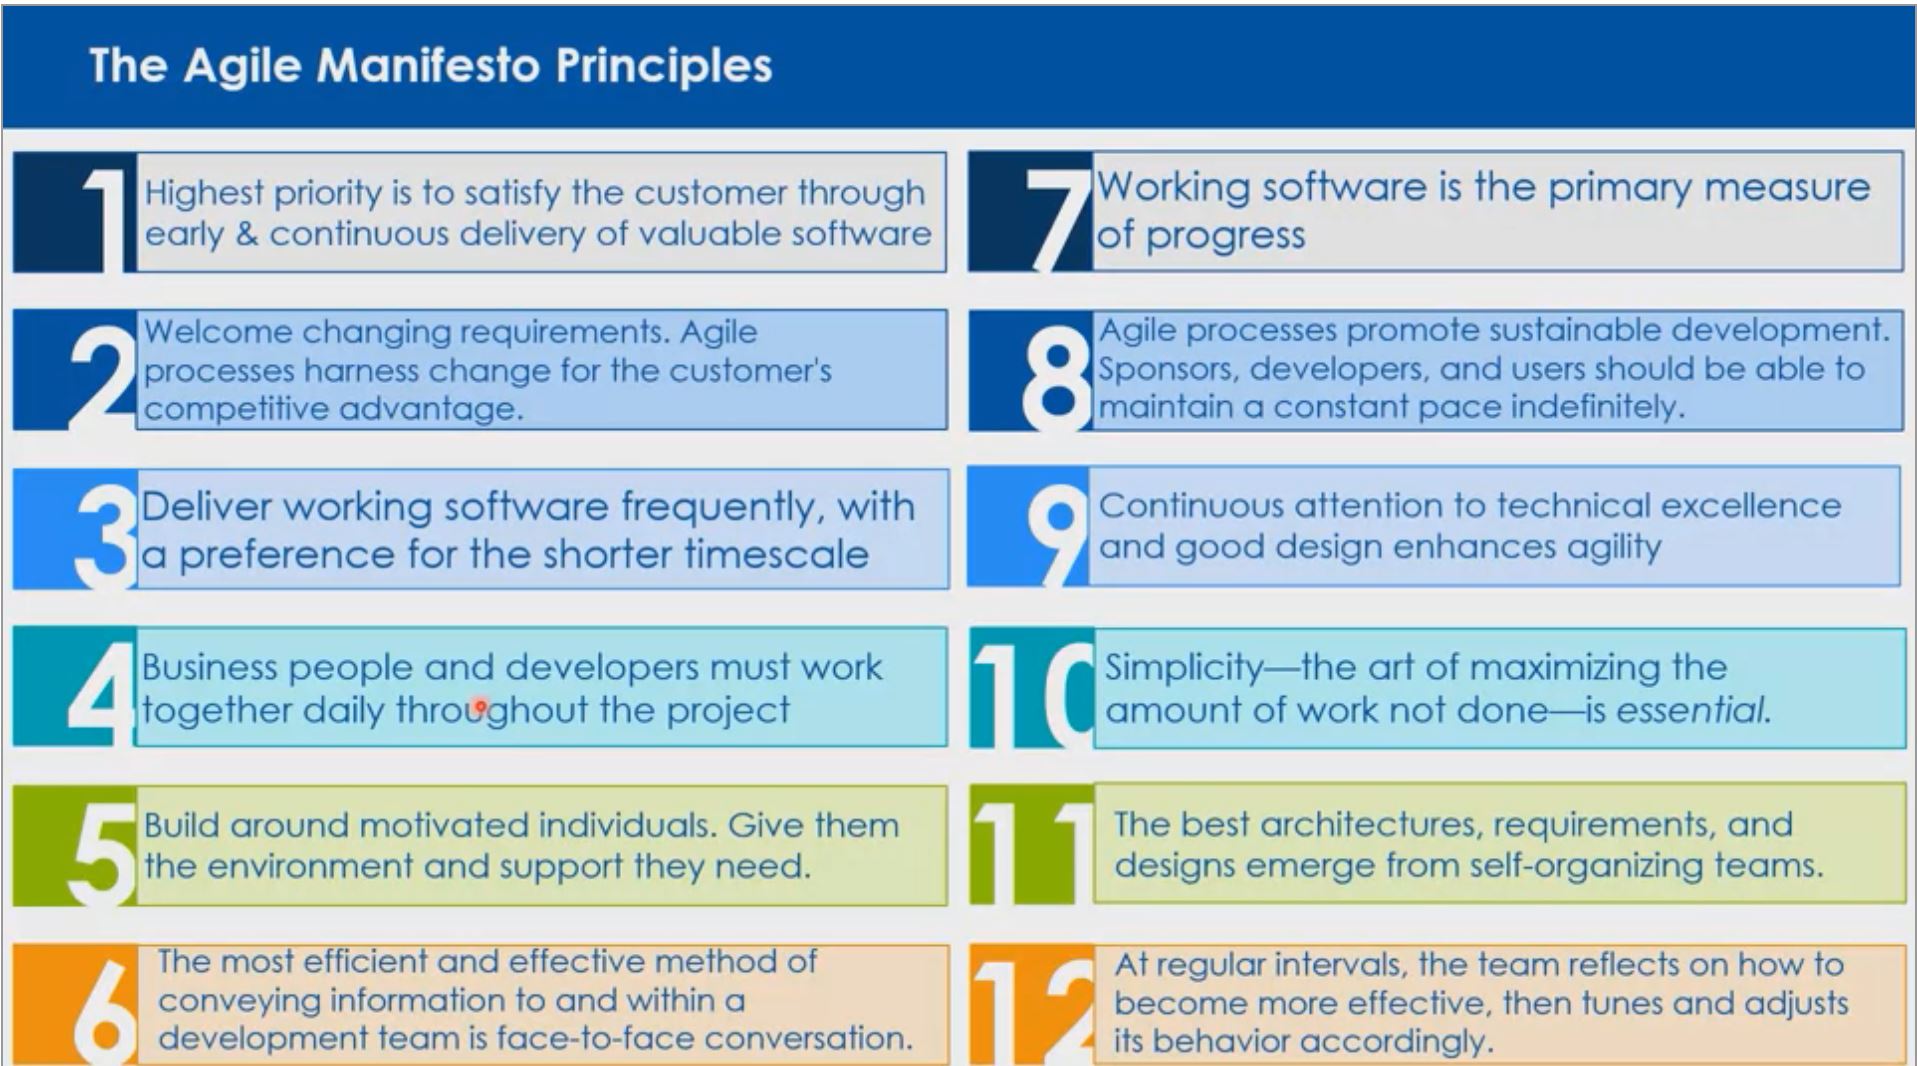 The Agile Manifesto Principles
1
Highest priority is to satisfy the customer through
early & continuous delivery of valuable software
2
Welcome changing requirements. Agile
processes harness change for the customer's
competitive advantage.
3
Deliver working software frequently, with
a preference for the shorter timescale
4
Business people and developers must work
together daily throughout the project
5
Build around motivated individuals. Give them
the environment and support they need.
6
The most efficient and effective method of
conveying information to and within a
development team is face-to-face conversation.
7
Working software is the primary measure
of progress
8
Agile processes promote sustainable development.
Sponsors, developers, and users should be able to
maintain a constant pace indefinitely.
9
Continuous attention to technical excellence
and good design enhances agility
10
Simplicity—the art of maximizing the
amount of work not done—is essential.
11
The best architectures, requirements, and
designs emerge from self-organizing teams.
12
At regular intervals, the team reflects on how to
become more effective, then tunes and adjusts
its behavior accordingly.